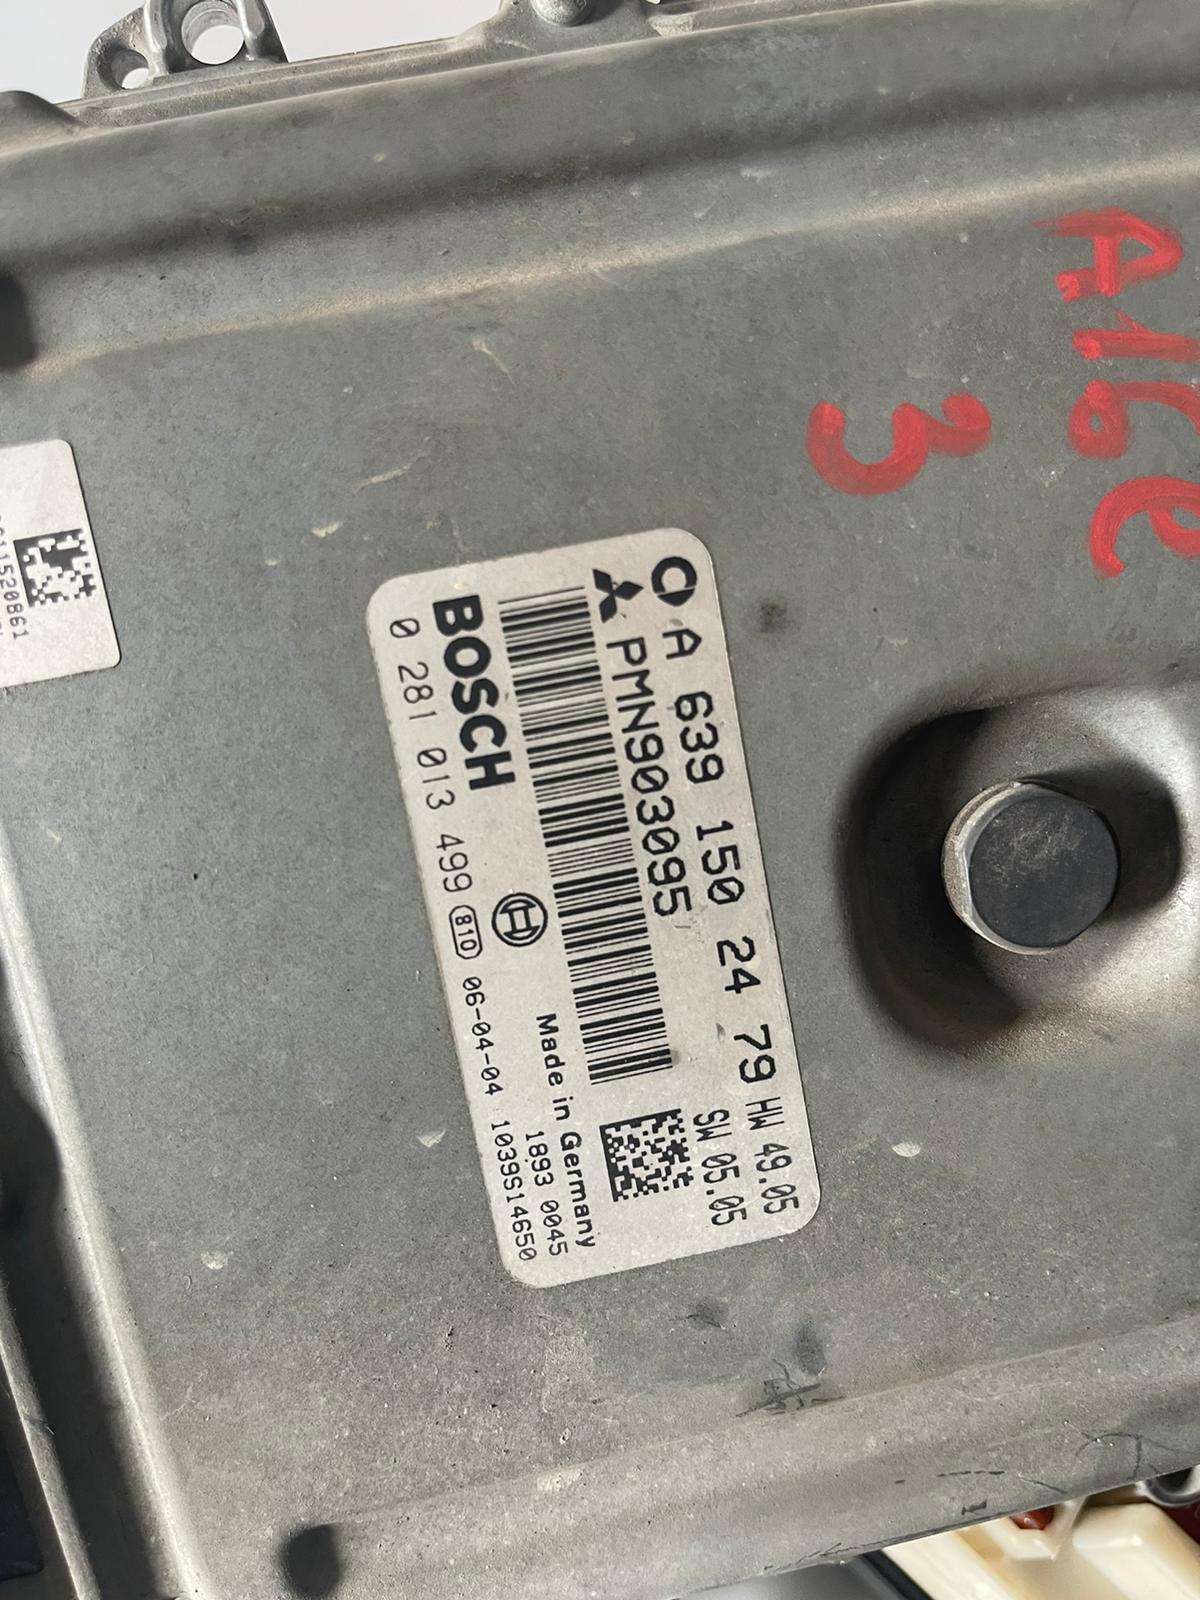 A 639 150 24 79 HW 49.05
PMN903095 SW 05.05
BOSCH
Made in Germany
1893 0045
0 281 013 499 810 06-04-04 1039S14650
A16C
3